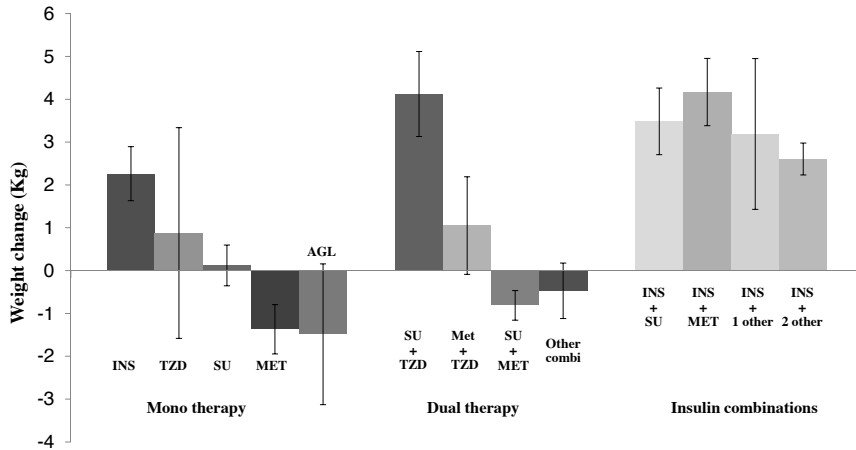 6
5
4
3
2
1
0
-1
-2
-3
-4
Weight change (Kg)
AGL
INS TZD SU MET
Mono therapy
SU
+
TZD
Met
+
TZD
SU
+
MET
Other
combi
Dual therapy
INS
+
SU
INS
+
MET
INS
+
1 other
INS
+
2 other
Insulin combinations